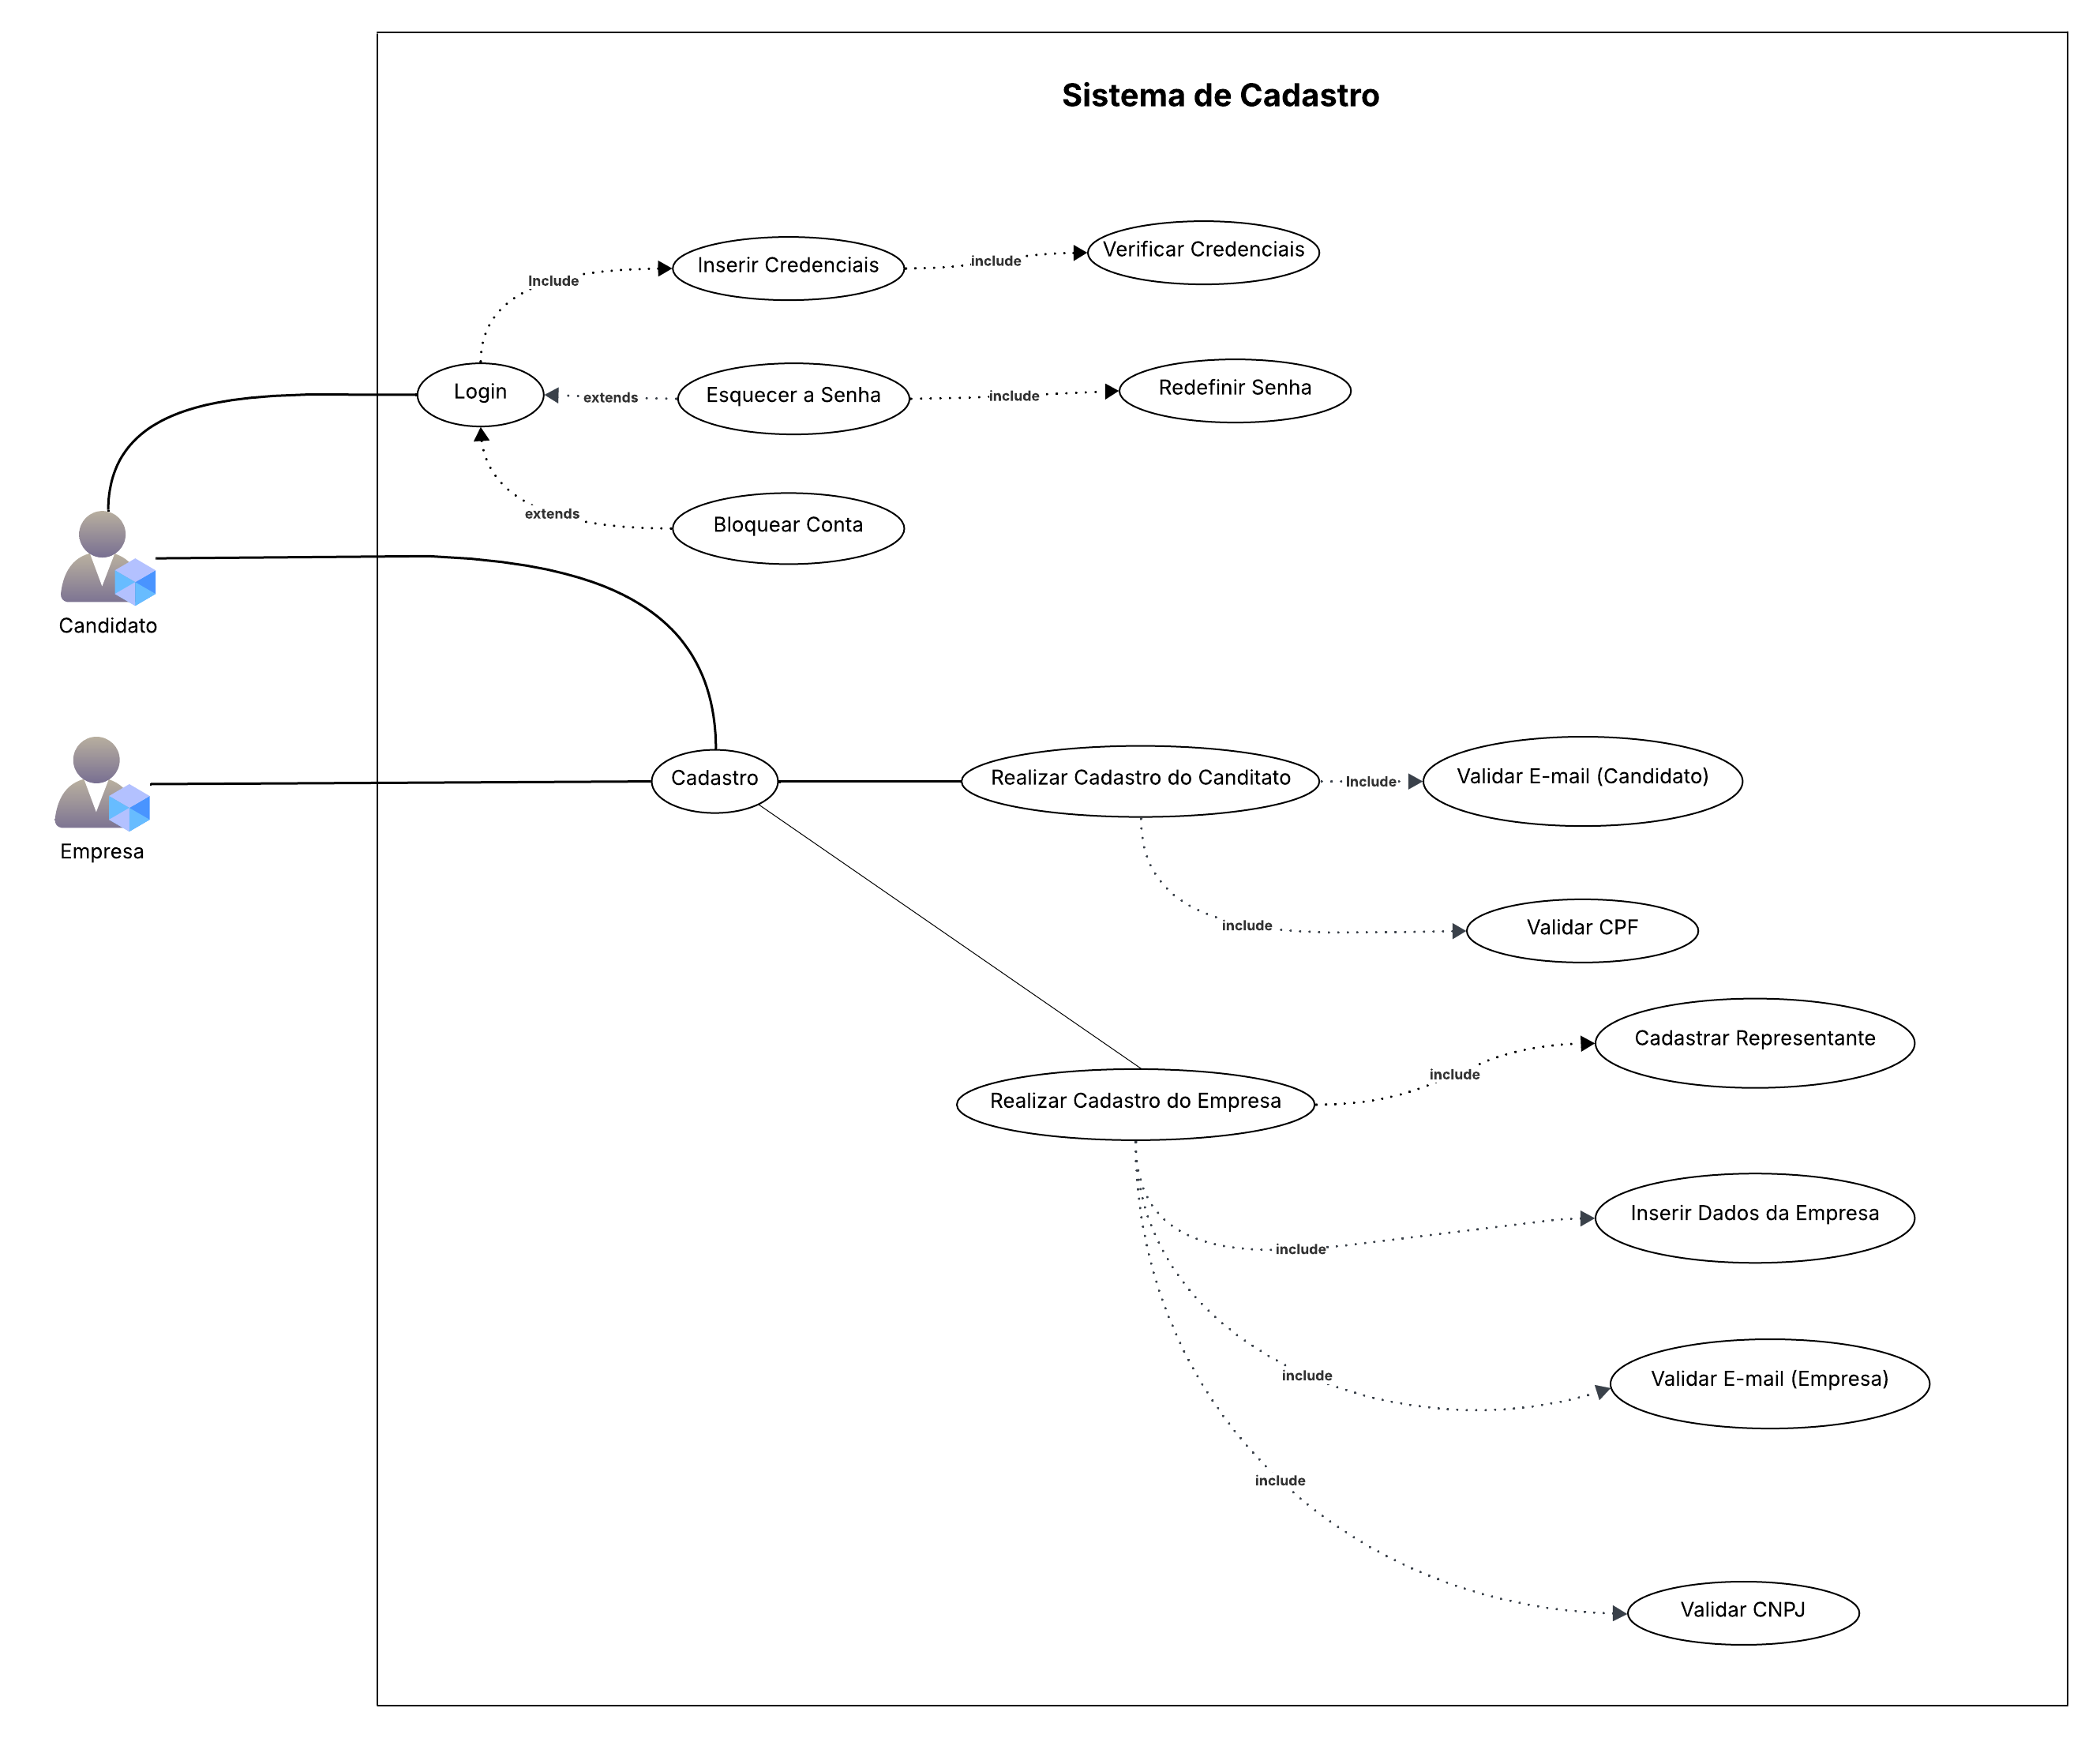 Sistema de Cadastro
Verificar Credenciais
include
Inserir Credenciais
Include
Login
extends
Esquecer a Senha
include
Redefinir Senha
extends
Bloquear Conta
Candidato
Empresa
Cadastro
Realizar Cadastro do Canditato
Include
Validar E-mail (Candidato)
include
Validar CPF
Cadastrar Representante
include
Realizar Cadastro do Empresa
Inserir Dados da Empresa
include
include
Validar E-mail (Empresa)
include
Validar CNPJ